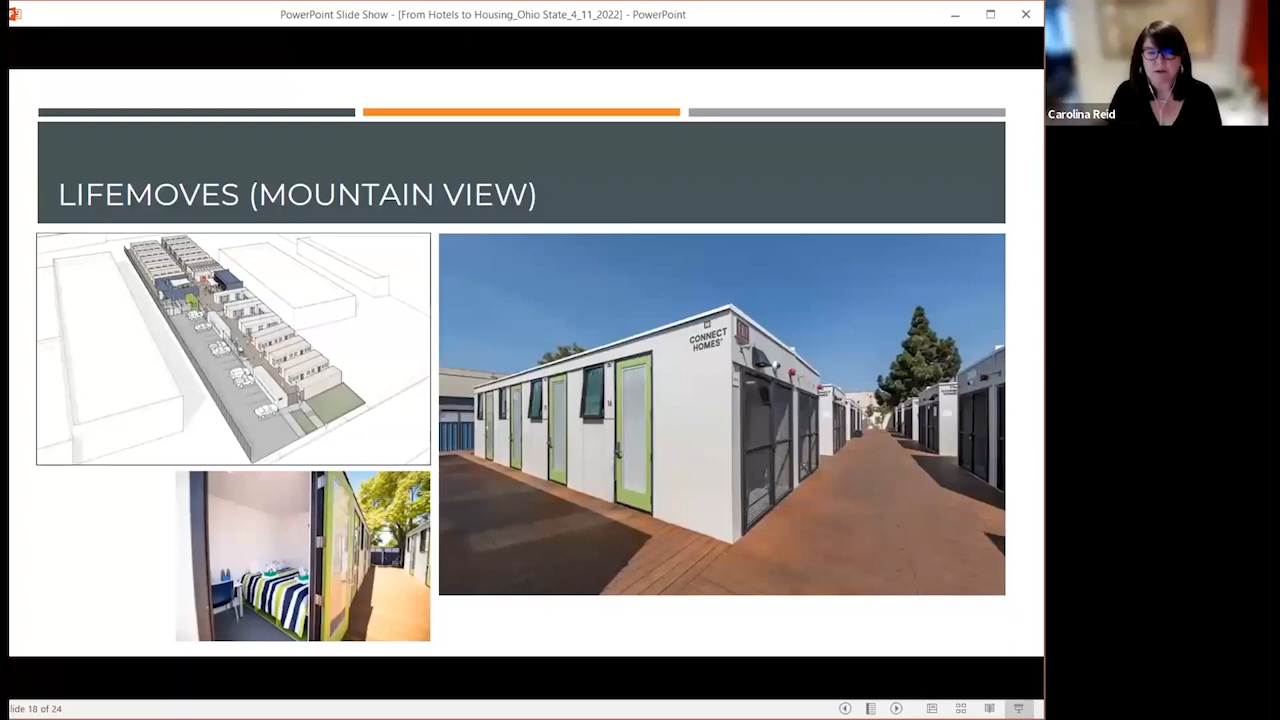 PowerPoint Slide Show - [From Hotels to Housing_Ohio State_4_11_2022] - PowerPoint
Carolina Reid
LIFEMOVES (MOUNTAIN VIEW)
CONNECT
HOMES
lide 18 of 24